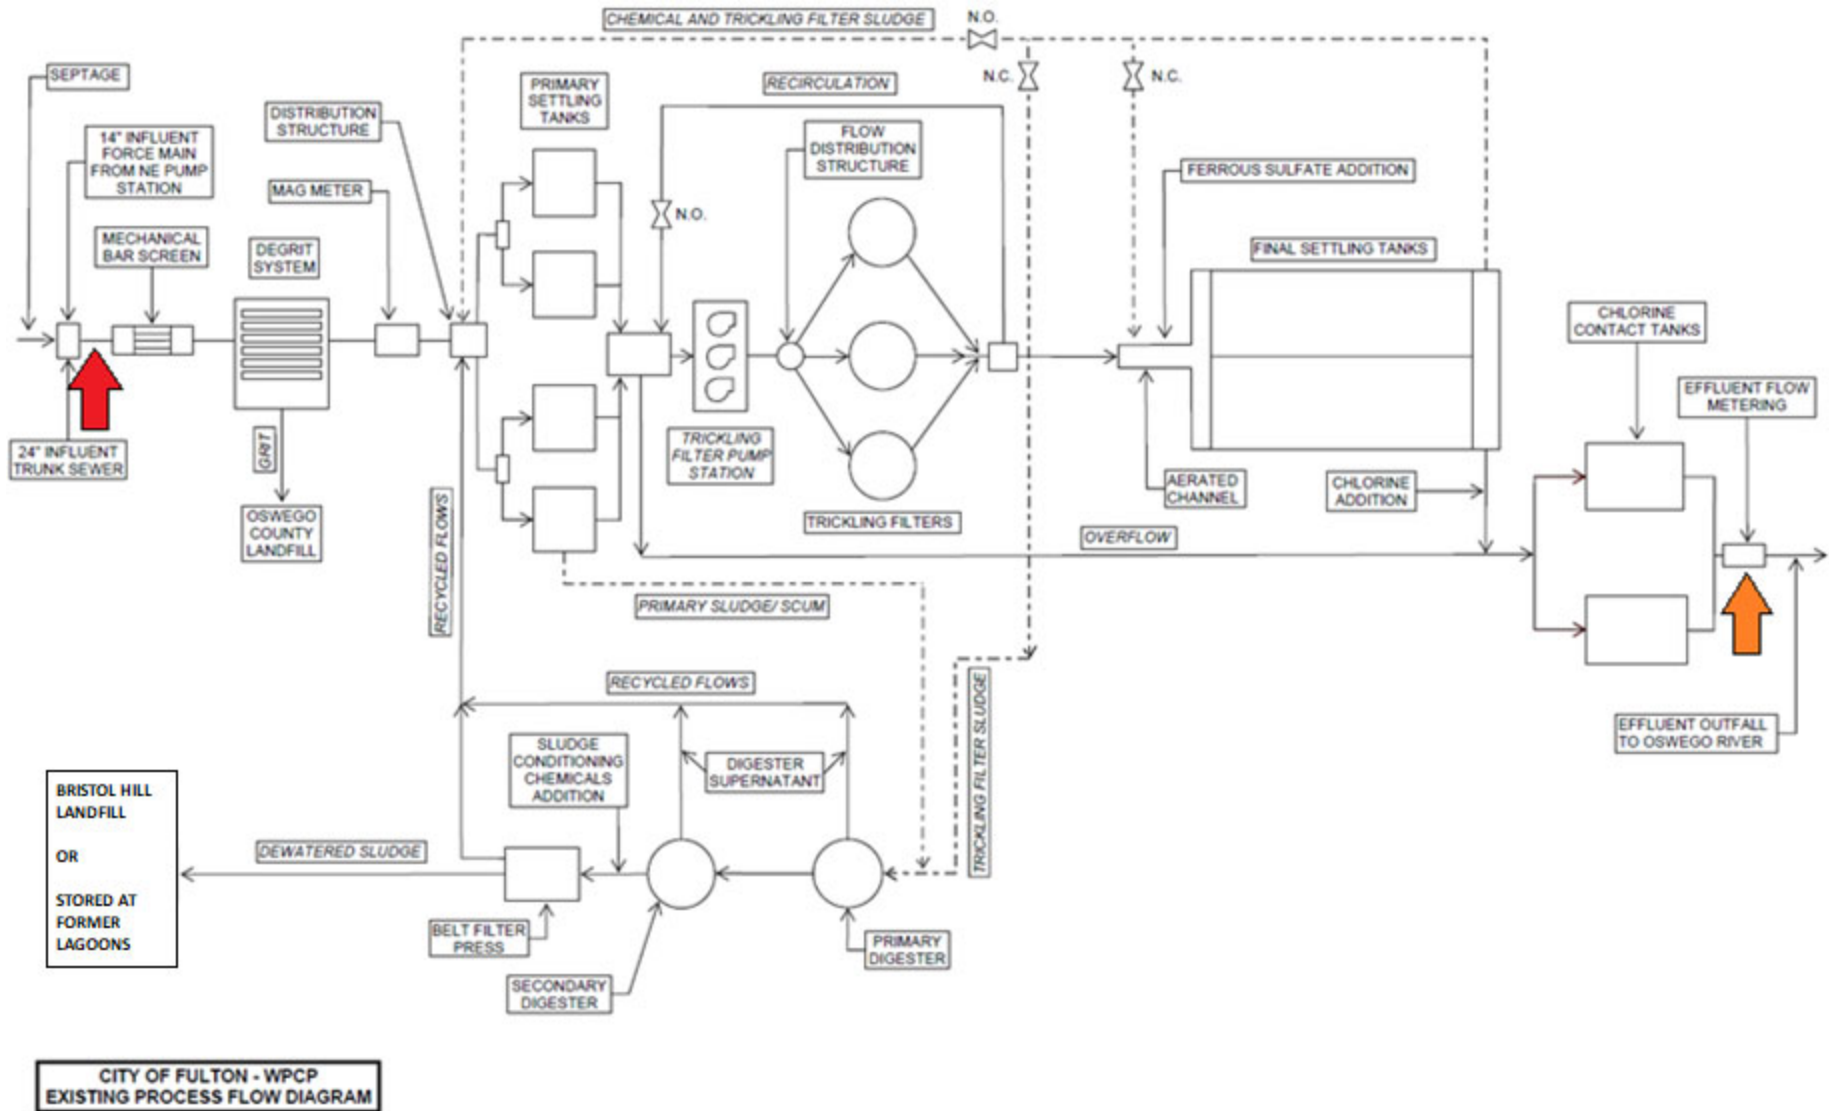 CHEMICAL AND TRICKLING FILTER SLUDGE
N.O.
SEPTAGE
N.C.
N.C.
PRIMARY
SETTLING
TANKS
RECIRCULATION
DISTRIBUTION
STRUCTURE
14" INFLUENT
FORCE MAIN
FROM NE PUMP
STATION
FLOW
DISTRIBUTION
STRUCTURE
FERROUS SULFATE ADDITION
MAG METER
N.O.
MECHANICAL
BAR SCREEN
DEGRIT
SYSTEM
FINAL SETTLING TANKS
CHLORINE
CONTACT TANKS
EFFLUENT FLOW
METERING
24" INFLUENT
TRUNK SEWER
GRIT
TRICKLING
FILTER PUMP
STATION
AERATED
CHANNEL
CHLORINE
ADDITION
OSWEGO
COUNTY
LANDFILL
TRICKLING FILTERS
OVERFLOW
RECYCLED FLOWS
PRIMARY SLUDGE/ SCUM
RECYCLED FLOWS
TRICKLING FILTER SLUDGE
EFFLUENT OUTFALL
TO OSWEGO RIVER
SLUDGE
CONDITIONING
CHEMICALS
ADDITION
DIGESTER
SUPERNATANT
BRISTOL HILL
LANDFILL
OR
STORED AT
FORMER
LAGOONS
DEWATERED SLUDGE
BELT FILTER
PRESS
PRIMARY
DIGESTER
SECONDARY
DIGESTER
CITY OF FULTON - WPCP
EXISTING PROCESS FLOW DIAGRAM